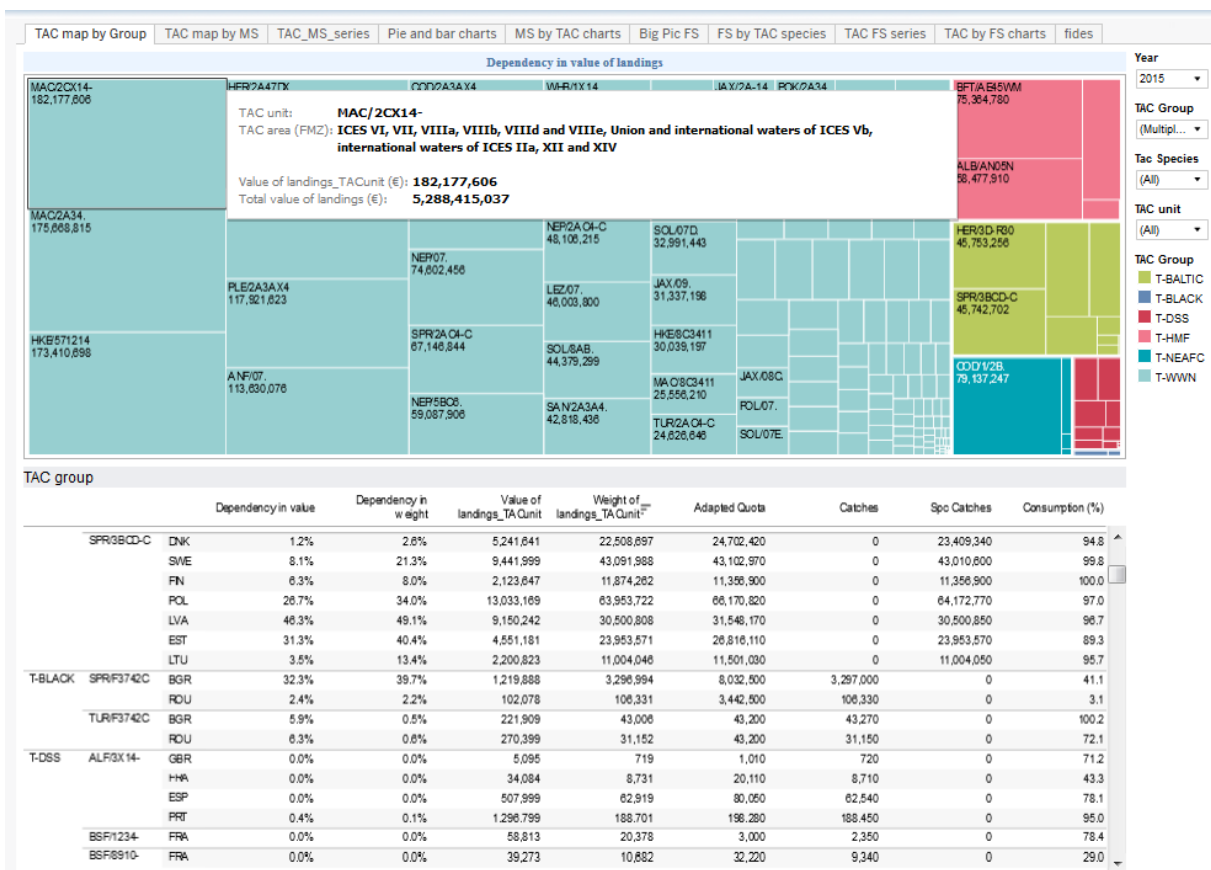 TAC map by Group TAC map by MS TAC_MS_series Pie and bar charts MS by TAC charts Big Pic FS FS by TAC species TAC FS series TAC by FS charts fides
Dependency in value of landings
Year
2015
TAC Group
(Multipl...
Tac Species
(All)
TAC unit
(All)
TAC Group
T-BALTIC
T-BLACK
T-DSS
T-HMF
T-NEAFC
T-WWN
MAC/2CX14-
182,177,606
HER/2A47DX
COD/2A3AX4
WHB/1X14
JAX/2A-14
POK/2A34
BFT/AE45WM
75,364,780
TAC unit: MAC/2CX14-
TAC area (FMZ): ICES VI, VII, VIIIa, VIIIb, VIIId and VIIIe, Union and international waters of ICES Vb,
international waters of ICES IIa, XII and XIV
Value of landings_TACunit (€): 182,177,606
Total value of landings (€): 5,288,415,037
ALB/AN05N
58,477,910
MAC/2A34.
175,668,815
NEP/2AC4-C
48,106,215
SOL/07D.
32,991,443
HER/3D-R30
45,753,256
NEP/07.
74,602,456
PLE/2A3AX4
117,921,623
LEZ/07.
46,003,800
JAX/09.
31,337,198
SPR/3BCD-C
45,742,702
HKE/571214
173,410,698
SPR/2AC4-C
67,146,844
SOL/8AB.
44,379,299
HKE/8C3411
30,039,197
ANF/07.
113,630,076
MAC/8C3411
25,556,210
JAX/08C.
COD/1/2B.
79,137,247
NEP/5BC6.
59,087,906
SAN/2A3A4.
42,818,436
TUR/2AC4-C
24,626,646
POL/07.
SOL/07E.
TAC group
Dependency in value Dependency in weight Value of landings_TACunit Weight of landings_TACunit Adapted Quota Catches Spc Catches Consumption (%)
SPR/3BCD-C DNK 1.2% 2.6% 5,241,641 22,508,697 24,702,420 0 23,409,340 94.8
SWE 8.1% 21.3% 9,441,999 43,091,988 43,102,970 0 43,010,600 99.8
FIN 6.3% 8.0% 2,123,647 11,874,262 11,356,900 0 11,356,900 100.0
POL 26.7% 34.0% 13,033,169 63,953,722 66,170,820 0 64,172,770 97.0
LVA 46.3% 49.1% 9,150,242 30,500,808 31,548,170 0 30,500,850 96.7
EST 31.3% 40.4% 4,551,181 23,953,571 26,816,110 0 23,953,570 89.3
LTU 3.5% 13.4% 2,200,823 11,004,046 11,501,030 0 11,004,050 95.7
T-BLACK SPR/F3742C BGR 32.3% 39.7% 1,219,888 3,296,994 8,032,500 3,297,000 0 41.1
ROU 2.4% 2.2% 102,078 106,331 3,442,500 106,330 0 3.1
TUR/F3742C BGR 5.9% 0.5% 221,909 43,006 43,200 43,270 0 100.2
ROU 6.3% 0.6% 270,399 31,152 43,200 31,150 0 72.1
T-DSS ALF/3X14- GBR 0.0% 0.0% 5,095 719 1,010 720 0 71.2
FRA 0.0% 0.0% 34,084 8,731 20,110 8,710 0 43.3
ESP 0.0% 0.0% 507,999 62,919 80,050 62,540 0 78.1
PRT 0.4% 0.1% 1,296,799 188,701 198,280 188,450 0 95.0
BSF/1234- FRA 0.0% 0.0% 58,813 20,378 3,000 2,350 0 78.4
BSF/8910- FRA 0.0% 0.0% 39,273 10,682 32,220 9,340 0 29.0